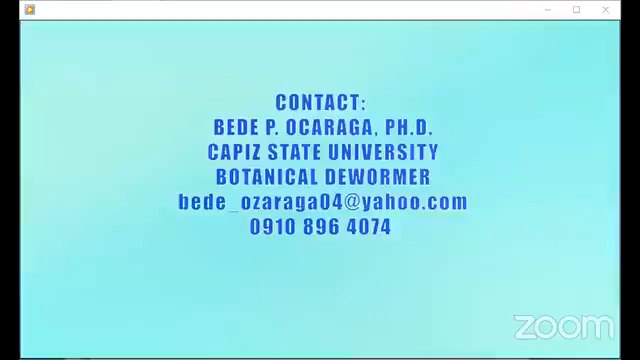 CONTACT:
BEDE P. OCARAGA, PH.D.
CAPIZ STATE UNIVERSITY
BOTANICAL DEWORMER
bede_ozaraga04@yahoo.com
0910 896 4074
zoom